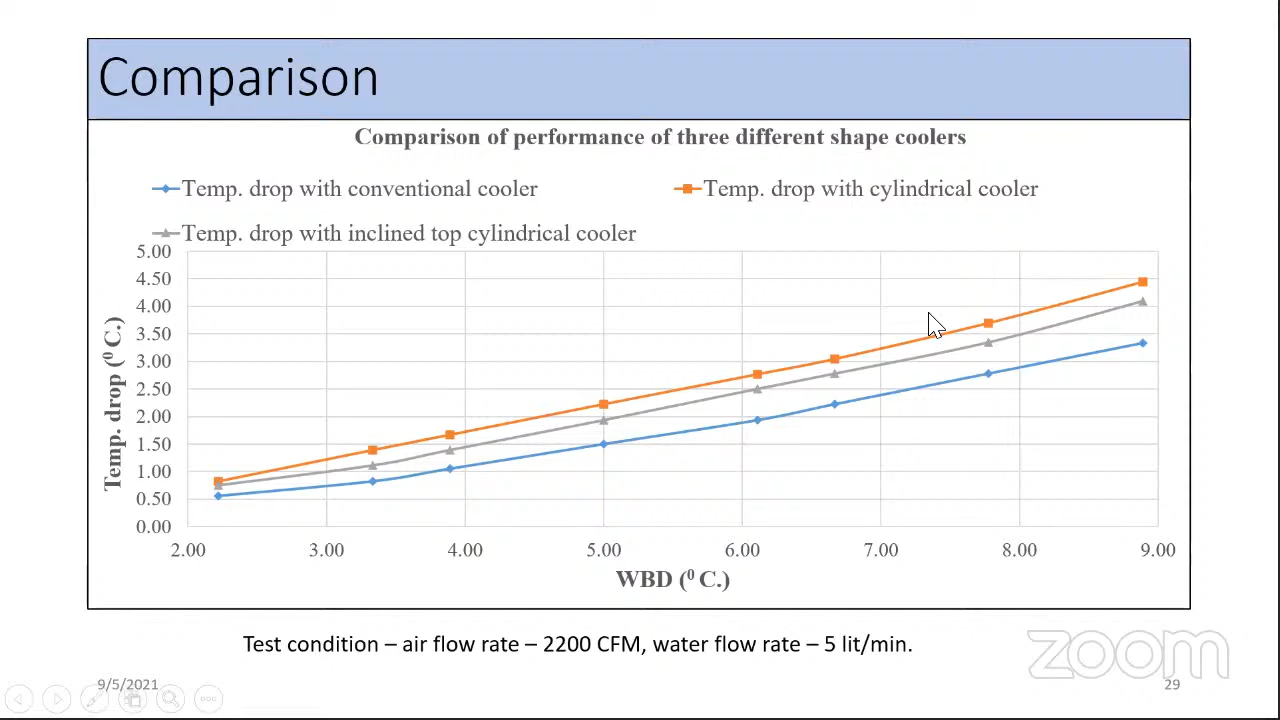 Comparison
Comparison of performance of three different shape coolers
Temp. drop with conventional cooler
Temp. drop with cylindrical cooler
Temp. drop with inclined top cylindrical cooler
5.00
4.50
4.00
3.50
3.00
2.50
2.00
1.50
1.00
0.50
0.00
Temp. drop (⁰ C.)
2.00 3.00 4.00 5.00 6.00 7.00 8.00 9.00
WBD (⁰ C.)
Test condition – air flow rate – 2200 CFM, water flow rate – 5 lit/min.
zoom
9/5/2021
29